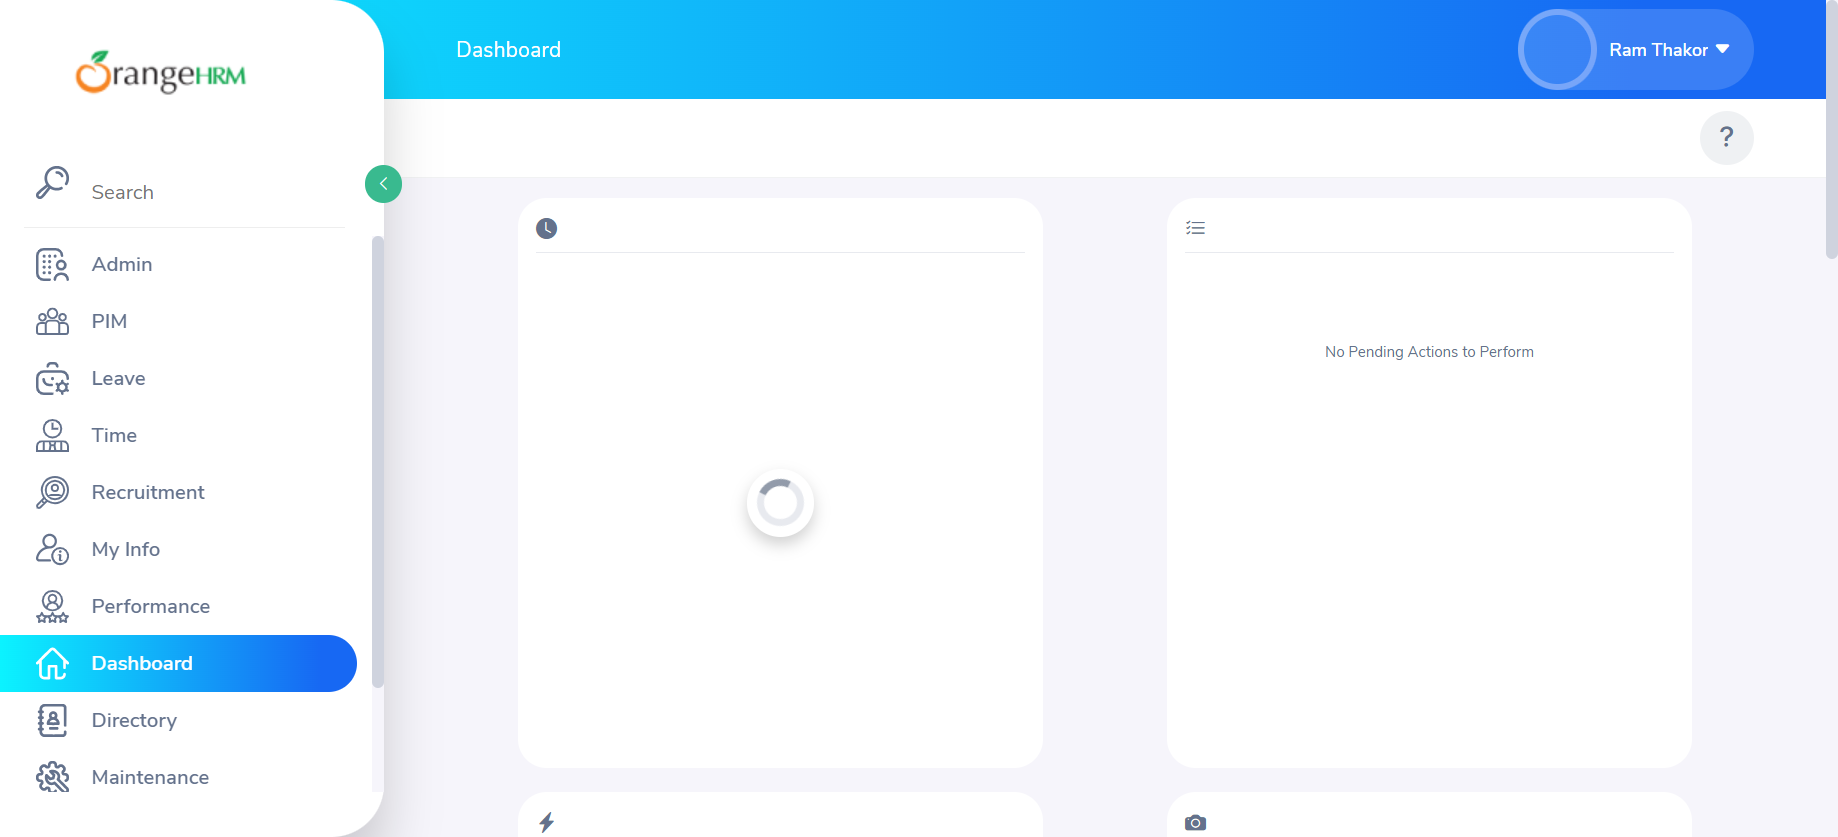 OrangeHRM
Dashboard
Ram Thakor
?
Search
Admin
PIM
Leave
Time
Recruitment
My Info
Performance
Dashboard
Directory
Maintenance
No Pending Actions to Perform